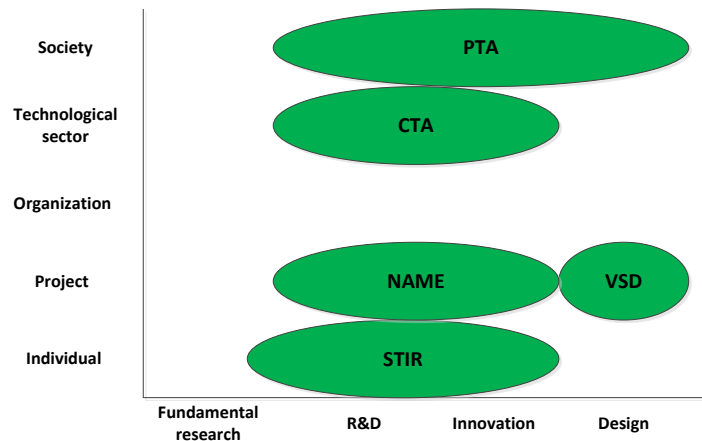 Society
PTA
Technological
sector
CTA
Organization
Project
NAME
VSD
Individual
STIR
Fundamental
research
R&D
Innovation
Design